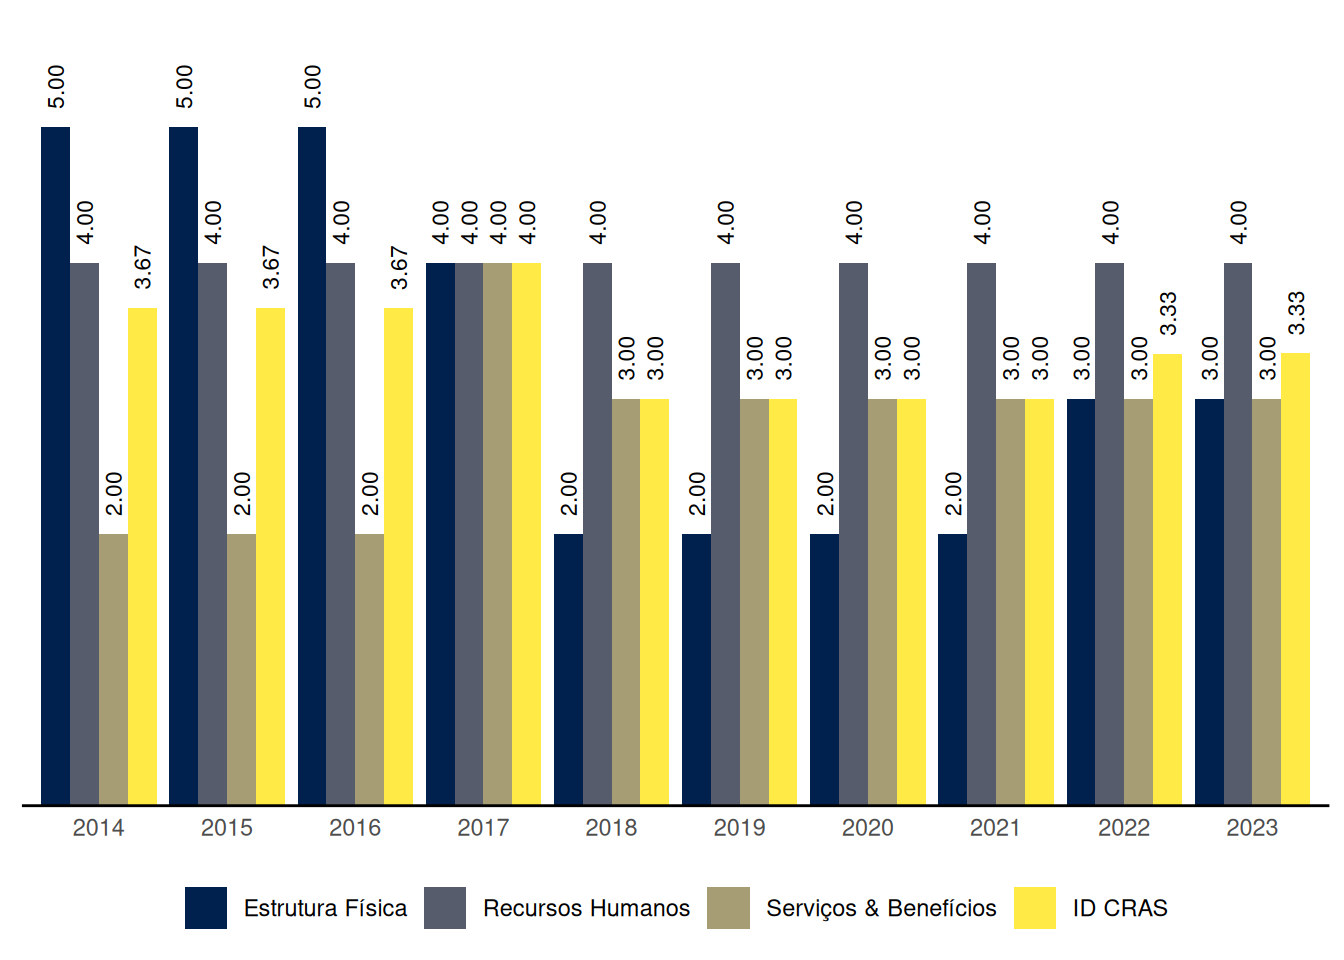 5.00 4.00 2.00 3.67 5.00 4.00 2.00 3.67 5.00 4.00 2.00 3.67 4.00 4.00 4.00 4.00 2.00 4.00 3.00 3.00 2.00 4.00 3.00 3.00 2.00 4.00 3.00 3.00 2.00 4.00 3.00 3.00 3.00 4.00 3.00 3.33 3.00 4.00 3.00 3.33
2014 2015 2016 2017 2018 2019 2020 2021 2022 2023
Estrutura Física Recursos Humanos Serviços & Benefícios ID CRAS